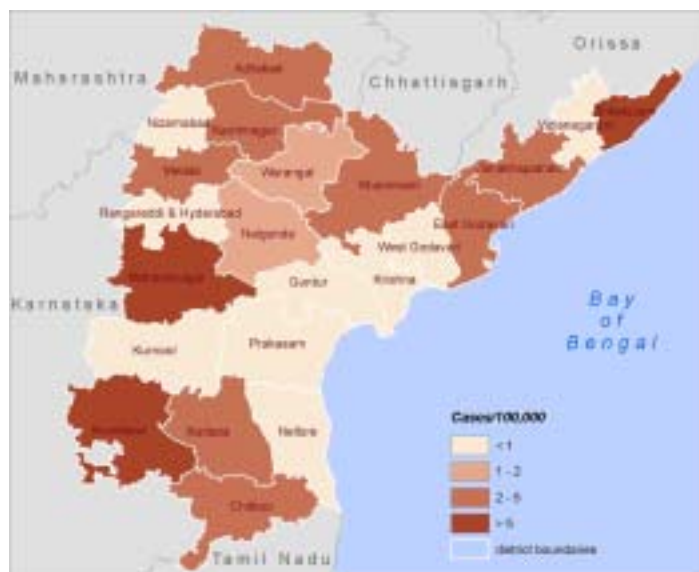 Orissa
Maharashtra
Chhattisgarh
Adilabad
Nizamabad
Karimnagar
Vizianagaram
Medak
Warangal
Khammam
Visakhapatnam
Rangareddi & Hyderabad
Nalgonda
East Godavari
West Godavari
Mahbubnagar
Guntur
Krishna
Karnataka
Bay
of
Bengal
Kurnool
Prakasam
Nellore
Chittoor
Tamil Nadu
Cases/100,000
< 1
1 - 2
2 - 5
> 5
district boundaries